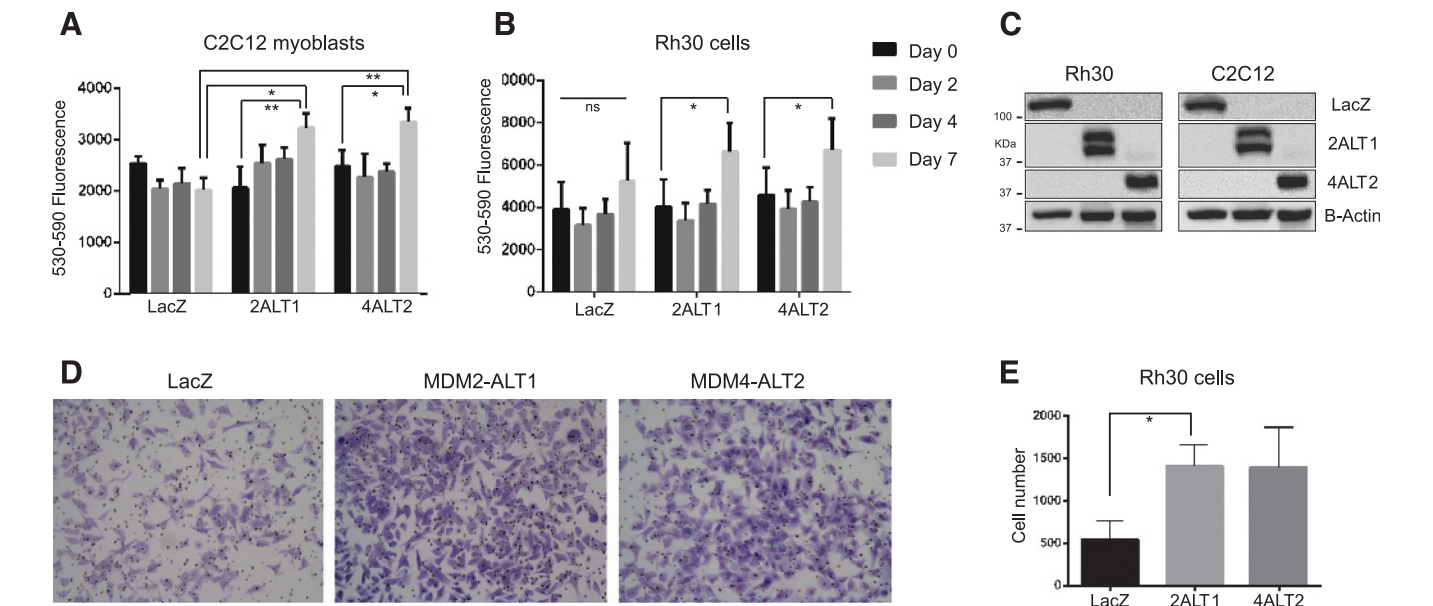 A
C2C12 myoblasts
530-590 Fluorescence
4000
3000
2000
1000
0
**
*
**
**
*
LacZ
2ALT1
4ALT2
B
Rh30 cells
530-590 Fluorescence
0000
8000
6000
4000
2000
0
ns
*
*
LacZ
2ALT1
4ALT2
Day 0
Day 2
Day 4
Day 7
C
Rh30
C2C12
100
KDa
37
37
37
LacZ
2ALT1
4ALT2
B-Actin
D
LacZ
MDM2-ALT1
MDM4-ALT2
E
Rh30 cells
Cell number
2000
1500
1000
500
0
*
LacZ
2ALT1
4ALT2